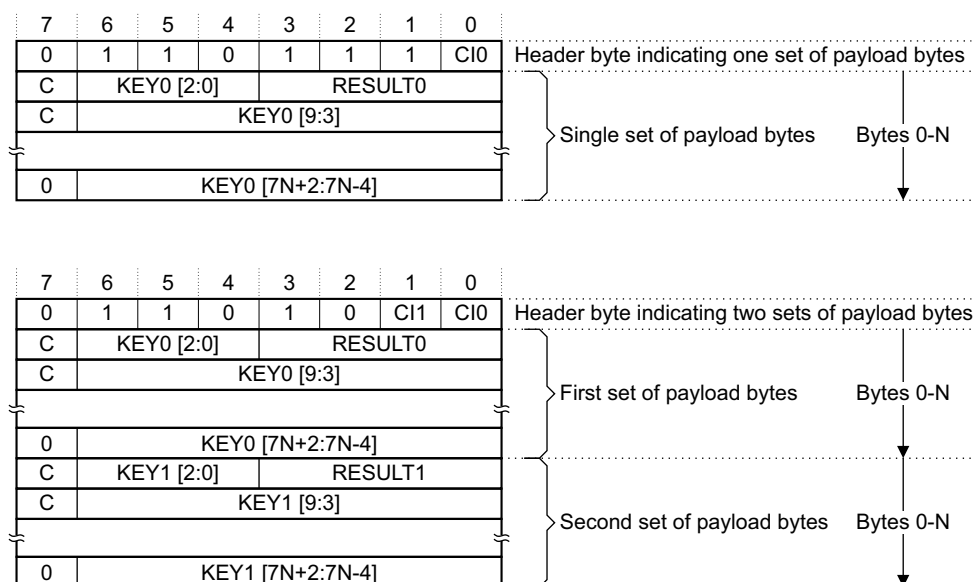 7 6 5 4 3 2 1 0
0 1 1 0 1 1 1 CI0 Header byte indicating one set of payload bytes
C KEY0 [2:0] RESULT0
C KEY0 [9:3]
Single set of payload bytes Bytes 0-N
0 KEY0 [7N+2:7N-4]
7 6 5 4 3 2 1 0
0 1 1 0 1 0 CI1 CI0 Header byte indicating two sets of payload bytes
C KEY0 [2:0] RESULT0
C KEY0 [9:3]
First set of payload bytes Bytes 0-N
0 KEY0 [7N+2:7N-4]
C KEY1 [2:0] RESULT1
C KEY1 [9:3]
Second set of payload bytes Bytes 0-N
0 KEY1 [7N+2:7N-4]